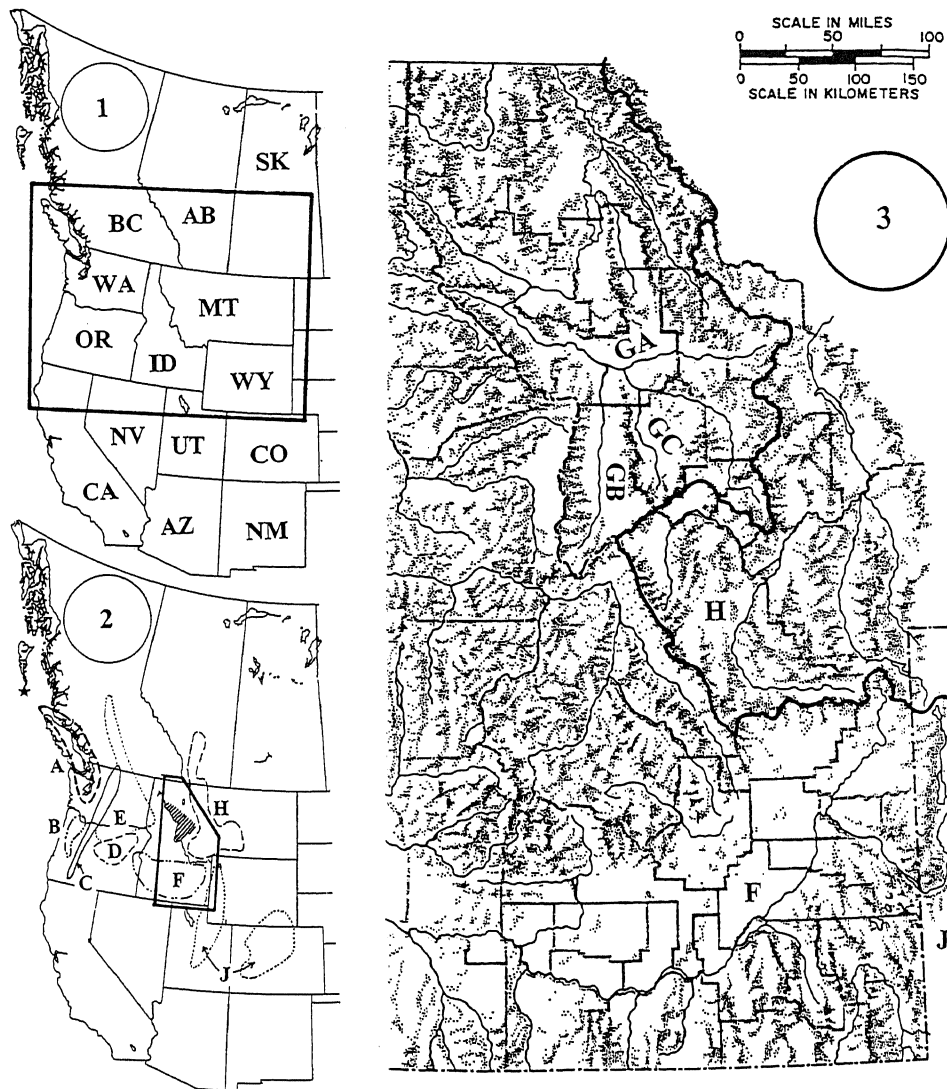 1
SK
BC
AB
WA
MT
OR
ID
WY
NV
UT
CO
CA
AZ
NM
2
A
B
E
H
D
C
F
J
SCALE IN MILES
0 50 100
0 50 100 150
SCALE IN KILOMETERS
3
GA
GC
GB
H
F
J